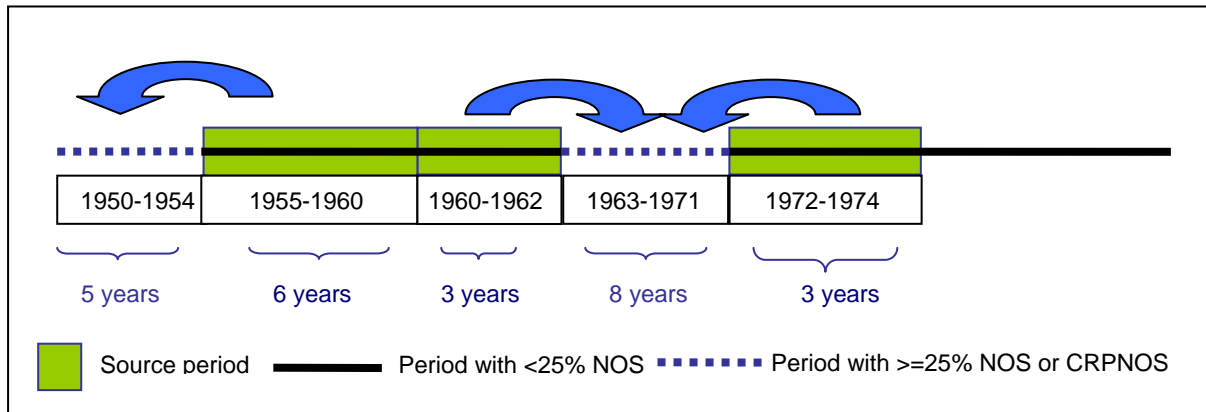 1950-1954 1955-1960 1960-1962 1963-1971 1972-1974
5 years 6 years 3 years 8 years 3 years
Source period Period with <25% NOS Period with >=25% NOS or CRPNOS